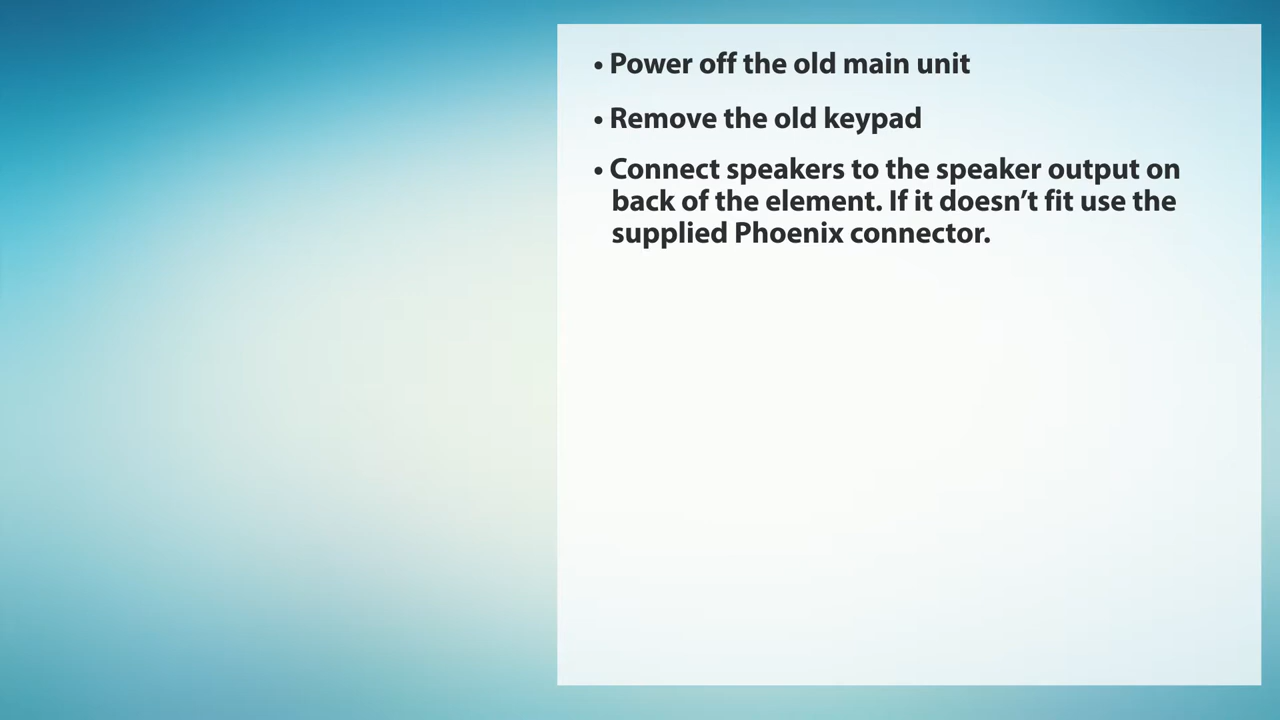 • Power off the old main unit
• Remove the old keypad
• Connect speakers to the speaker output on
back of the element. If it doesn’t fit use the
supplied Phoenix connector.